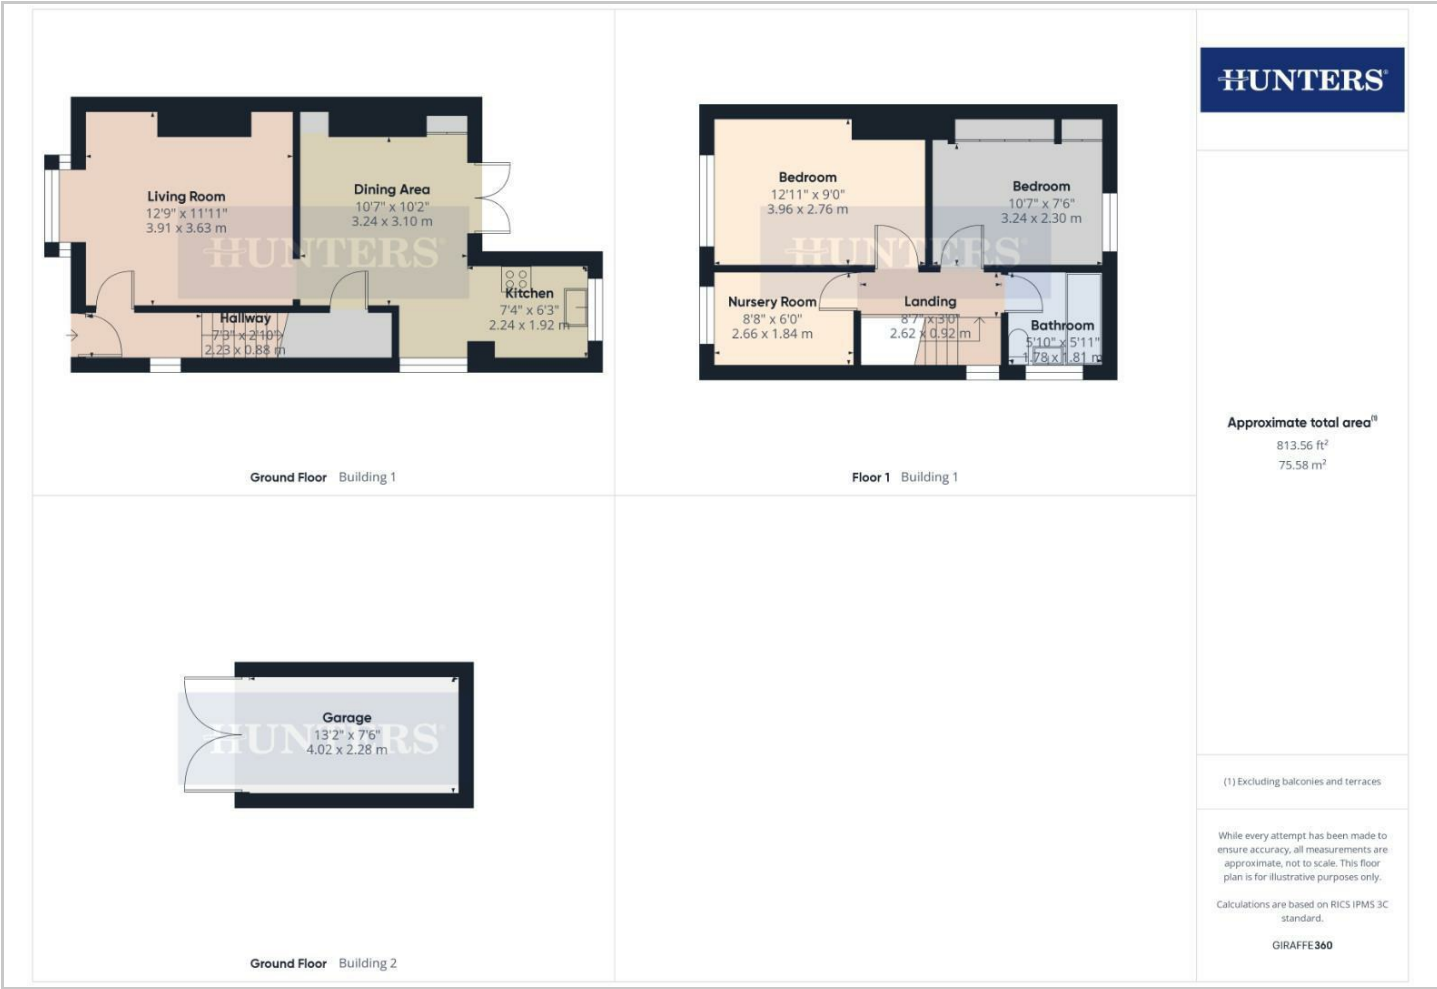 Living Room
12'9" x 11'11"
3.91 x 3.63 m
Dining Area
10'7" x 10'2"
3.24 x 3.10 m
Kitchen
7'4" x 6'3"
2.24 x 1.92 m
Hallway
7'3" x 2'10"
2.23 x 0.88 m
HUNTERS
Ground Floor Building 1
Bedroom
12'11" x 9'0"
3.96 x 2.76 m
Bedroom
10'7" x 7'6"
3.24 x 2.30 m
HUNTERS
Nursery Room
8'8" x 6'0"
2.66 x 1.84 m
Landing
8'7" x 3'0"
2.62 x 0.92 m
Bathroom
5'10" x 5'11"
1.78 x 1.81 m
Floor 1 Building 1
Garage
13'2" x 7'6"
4.02 x 2.28 m
HUNTERS
Ground Floor Building 2
HUNTERS®
Approximate total area(1)
813.56 ft²
75.58 m²
(1) Excluding balconies and terraces
While every attempt has been made to
ensure accuracy, all measurements are
approximate, not to scale. This floor
plan is for illustrative purposes only.
Calculations are based on RICS IPMS 3C
standard.
GIRAFFE360